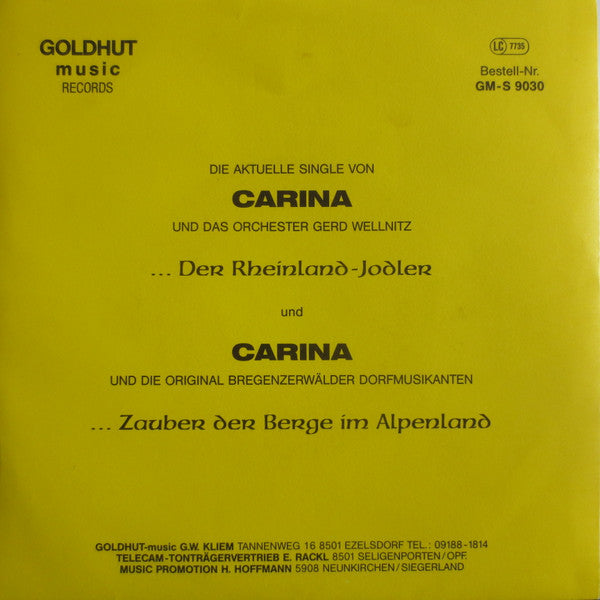 GOLDHUT
music
RECORDS
LC 7735
Bestell-Nr.
GM-S 9030
DIE AKTUELLE SINGLE VON
CARINA
UND DAS ORCHESTER GERD WELLNITZ
... Der Rheinland-Jodler
und
CARINA
UND DIE ORIGINAL BREGENZERWÄLDER DORFMUSIKANTEN
... Zauber der Berge im Alpenland
GOLDHUT-music G.W. KLIEM TANNENWEG 16 8501 EZELSDORF TEL.: 09188-1814
TELECAM-TONTRÄGERVERTRIEB E. RACKL 8501 SELIGENPORTEN/OPF.
MUSIC PROMOTION H. HOFFMANN 5908 NEUNKIRCHEN/SIEGERLAND